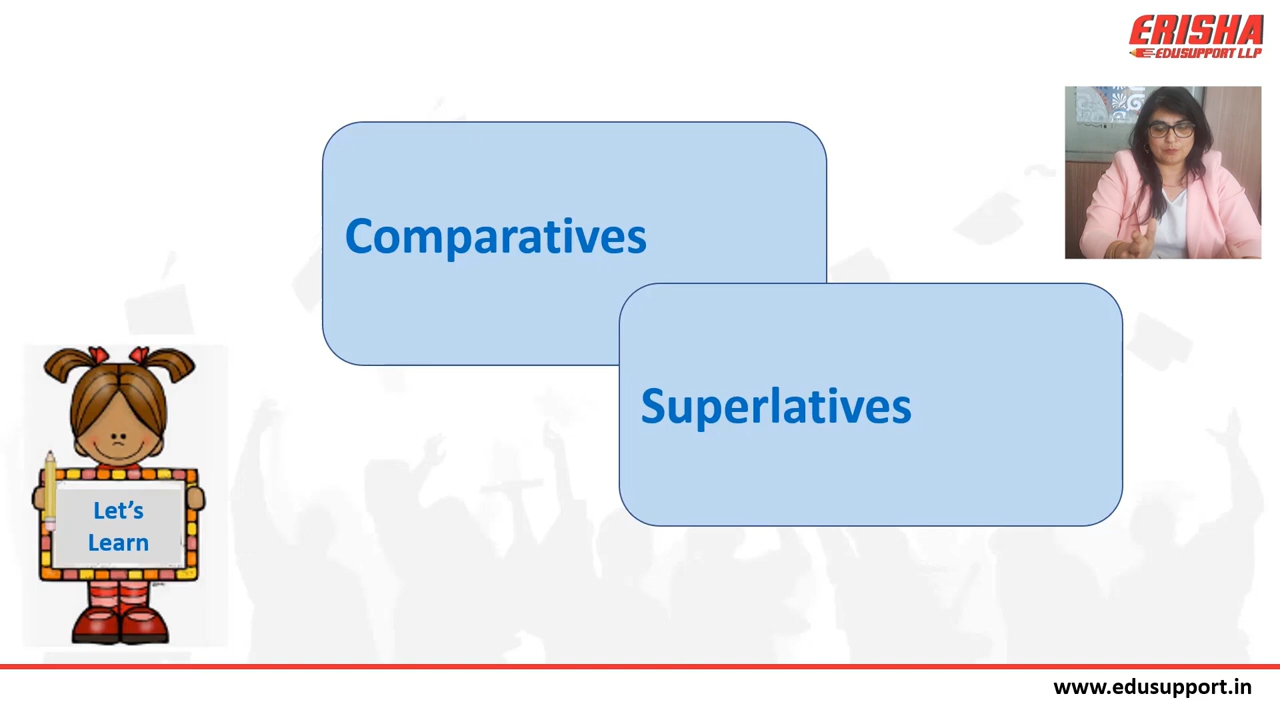 ERISHA
EDUSUPPORT LLP
Comparatives
Superlatives
Let’s
Learn
www.edusupport.in